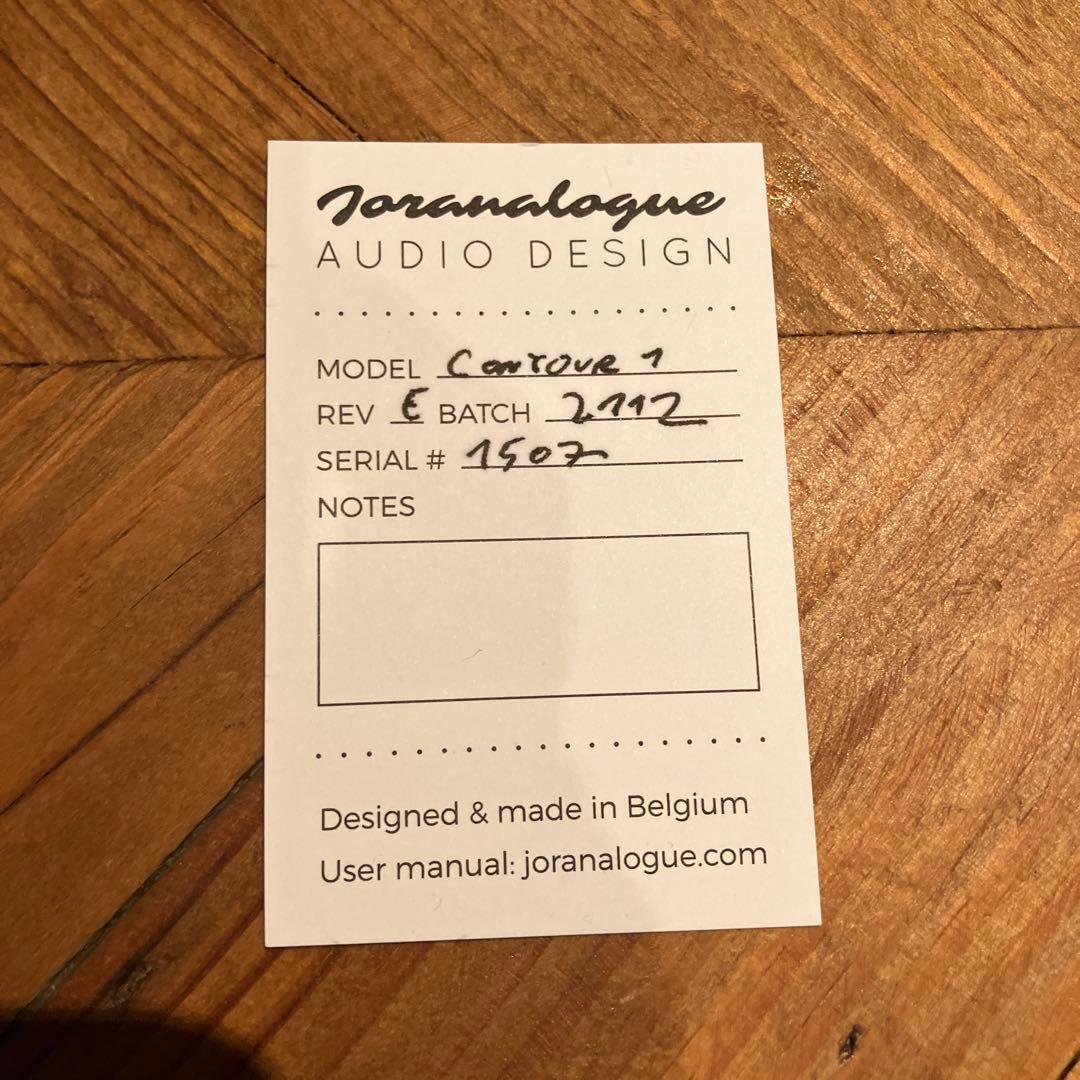 Joranalogue
AUDIO DESIGN
MODEL CONTOUR 1
REV E BATCH 2112
SERIAL # 1507
NOTES
Designed & made in Belgium
User manual: joranalogue.com